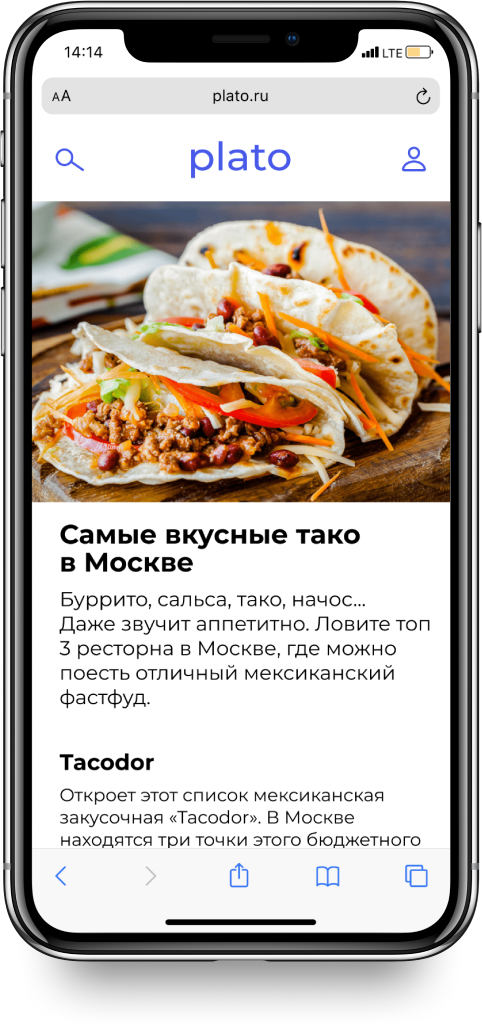 14:14
LTE
AA
plato.ru
plato
Самые вкусные тако
в Москве
Буррито, сальса, тако, начос...
Даже звучит аппетитно. Ловите топ
3 ресторна в Москве, где можно
поесть отличный мексиканский
фастфуд.
Tacodor
Откроет этот список мексиканская
закусочная «Tacodor». В Москве
находятся три точки этого бюджетного